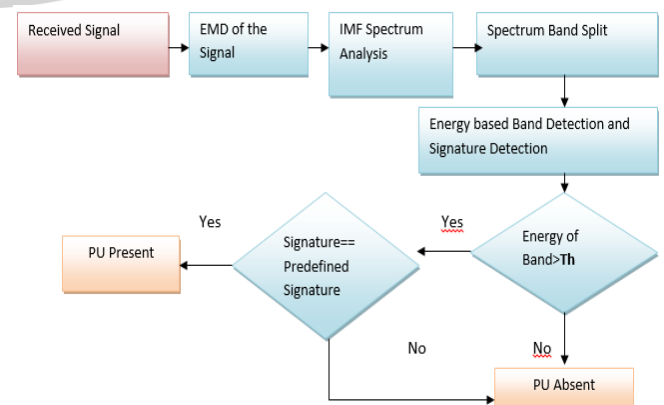 Received Signal
EMD of the
Signal
IMF Spectrum
Analysis
Spectrum Band Split
Energy based Band Detection and
Signature Detection
Energy of
Band>Th
Yes
Signature==
Predefined
Signature
Yes
PU Present
No
No
PU Absent